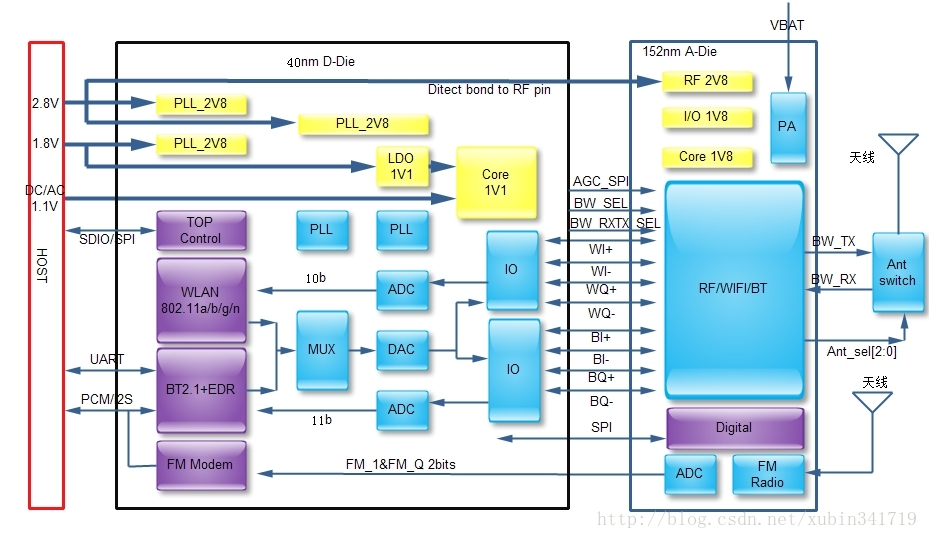 VBAT
40nm D-Die
152nm A-Die
Ditect bond to RF pin
2.8V
PLL_2V8
PLL_2V8
RF 2V8
I/O 1V8
PA
1.8V
PLL_2V8
LDO
1V1
Core
1V1
Core 1V8
天线
DC/AC
1.1V
AGC_SPI
BW_SEL
BW_RXTX_SEL
SDIO/SPI
TOP
Control
PLL
PLL
HOST
WI+
WI-
WQ+
WQ-
BI+
BI-
BQ+
BQ-
IO
IO
RF/WIFI/BT
BW_TX
BW_RX
Ant
switch
Ant_sel[2:0]
10b
ADC
WLAN
802.11a/b/g/n
MUX
DAC
UART
BT2.1+EDR
PCM/I2S
11b
ADC
天线
SPI
Digital
FM Modem
FM_1&FM_Q 2bits
ADC
FM
Radio
http://blog.csdn.net/xubin341719